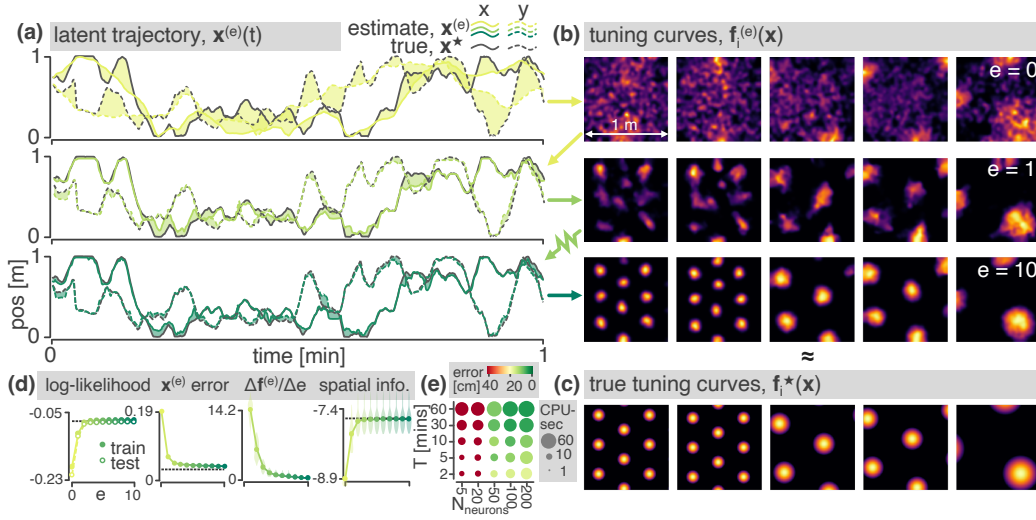 (a) latent trajectory, x⁽ᵉ⁾(t)
x y
estimate, x⁽ᵉ⁾
true, x★
1
0
1
0
1
0
pos [m]
0 time [min] 1
(b) tuning curves, fᵢ⁽ᵉ⁾(x)
e = 0
1 m
e = 1
e = 10
≈
(c) true tuning curves, fᵢ★(x)
(d) log-likelihood x⁽ᵉ⁾ error Δf⁽ᵉ⁾/Δe spatial info.
-0.05
-0.23
train
test
0 e 10
0.19
0
14.2
0
-7.4
-8.9
(e) error [cm] 40 20 0
T [mins]
60
30
10
5
2
5 20 50 100 200
Nneurons
CPU-
sec
60
10
1